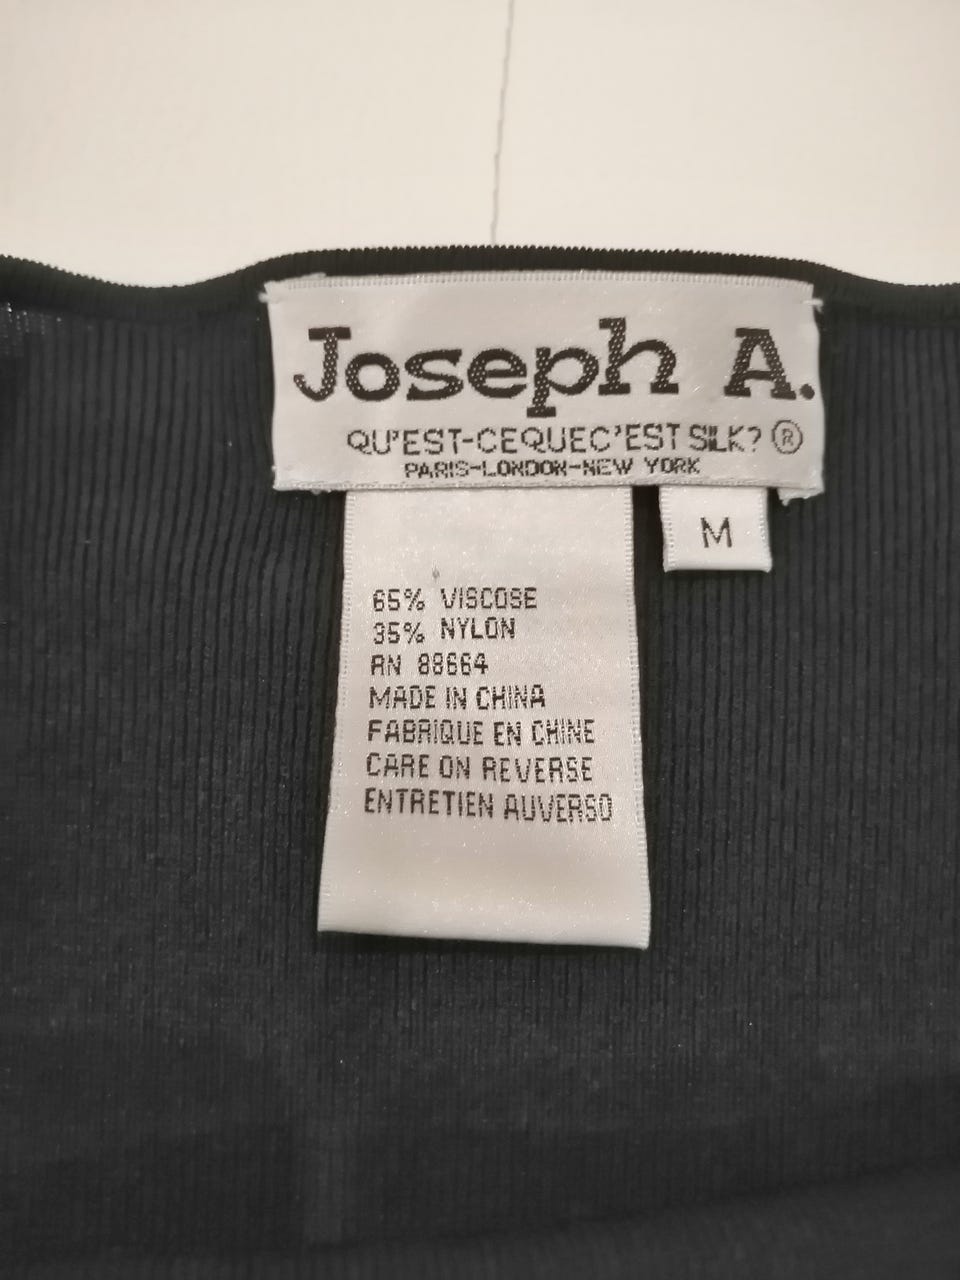 Joseph A.
QU'EST-CEQUEC'EST SILK? ®
PARIS-LONDON-NEW YORK
M
65% VISCOSE
35% NYLON
RN 88664
MADE IN CHINA
FABRIQUE EN CHINE
CARE ON REVERSE
ENTRETIEN AUVERSO